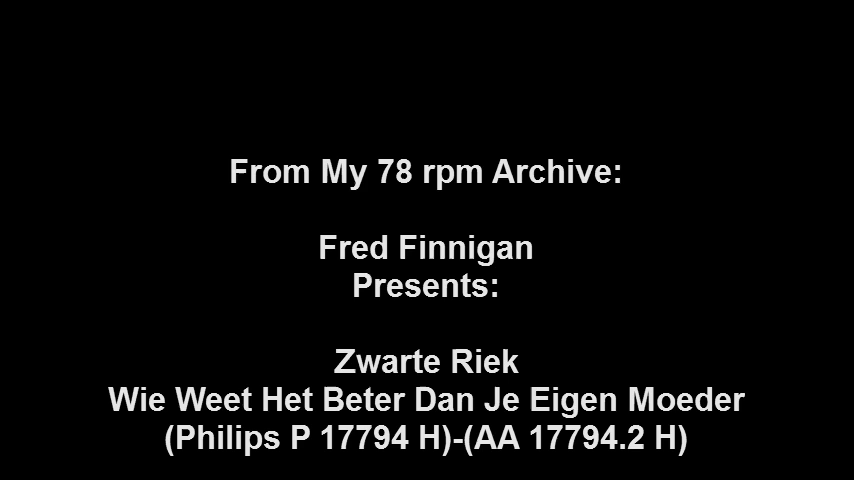 From My 78 rpm Archive:
Fred Finnigan
Presents:
Zwarte Riek
Wie Weet Het Beter Dan Je Eigen Moeder
(Philips P 17794 H)-(AA 17794.2 H)